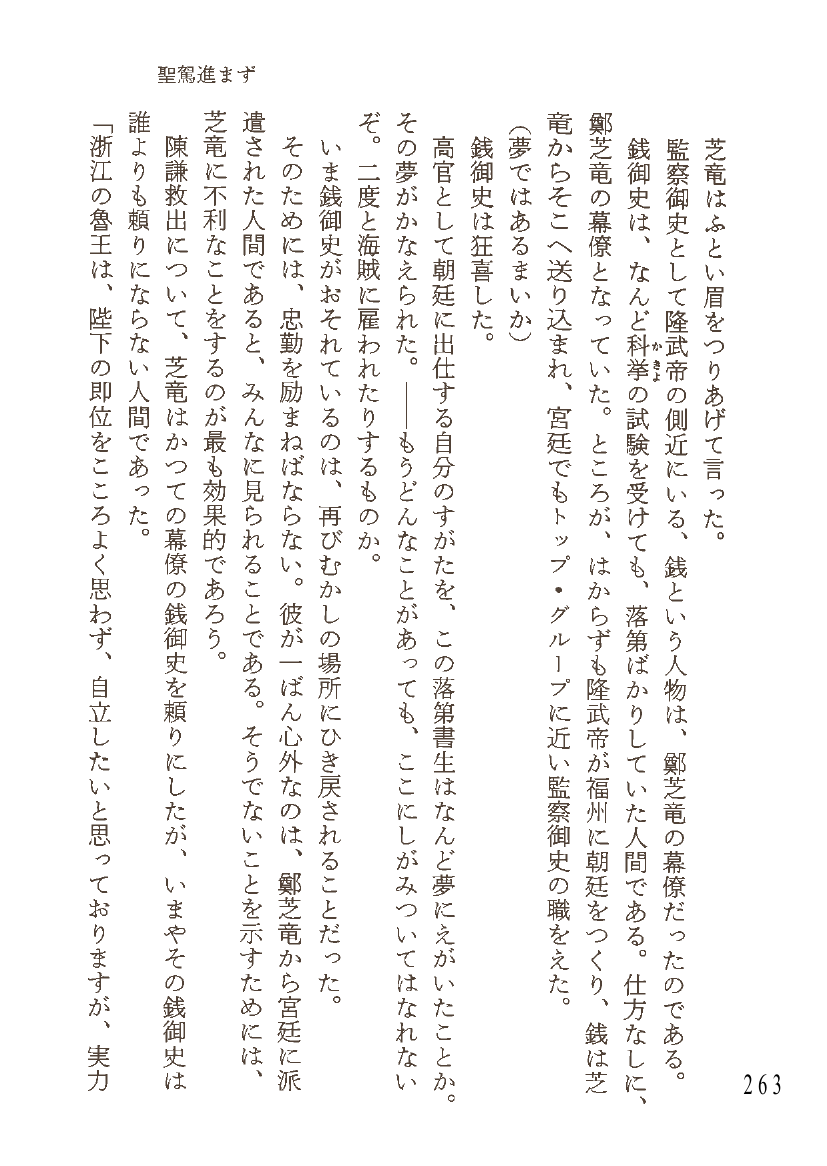 聖駕進まず
芝竜はふとい眉をつりあげて言った。
監察御史として隆武帝の側近にいる、銭という人物は、鄭芝竜の幕僚だったのである。
銭御史は、なんど科挙の試験を受けても、落第ばかりしていた人間である。仕方なしに、
かきょ
鄭芝竜の幕僚となっていた。ところが、はからずも隆武帝が福州に朝廷をつくり、銭は芝
竜からそこへ送り込まれ、宮廷でもトップ・グループに近い監察御史の職をえた。
（夢ではあるまいか）
銭御史は狂喜した。
高官として朝廷に出仕する自分のすがたを、この落第書生はなんど夢にえがいたことか。
その夢がかなえられた。――もうどんなことがあっても、ここにしがみついてはなれない
ぞ。二度と海賊に雇われたりするものか。
いま銭御史がおそれているのは、再びむかしの場所にひき戻されることだった。
そのためには、忠勤を励まねばならない。彼が一ばん心外なのは、鄭芝竜から宮廷に派
遣された人間であると、みんなに見られることである。そうでないことを示すためには、
芝竜に不利なことをするのが最も効果的であろう。
陳謙救出について、芝竜はかつての幕僚の銭御史を頼りにしたが、いまやその銭御史は
誰よりも頼りにならない人間であった。
「浙江の魯王は、陛下の即位をこころよく思わず、自立したいと思っておりますが、実力
263